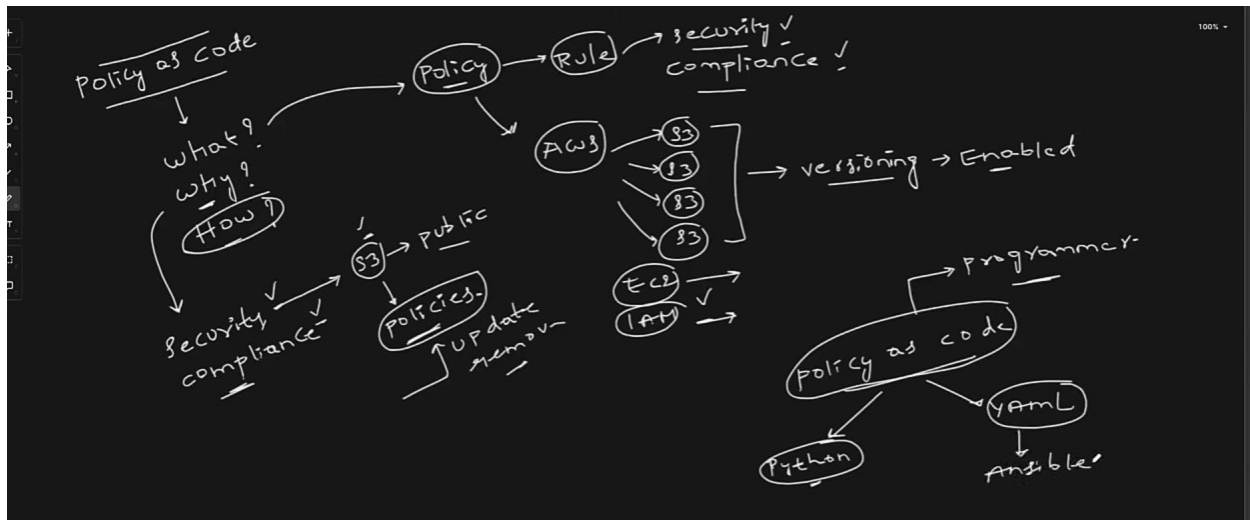 100%
Policy as code
what?
why?
How?
Policy
Rule
security
compliance
AWS
S3
S3
S3
S3
versioning → Enabled
EC2
IAM
security
compliance
S3
public
policies
update
policy as code
programmer
Python
YAML
Ansible